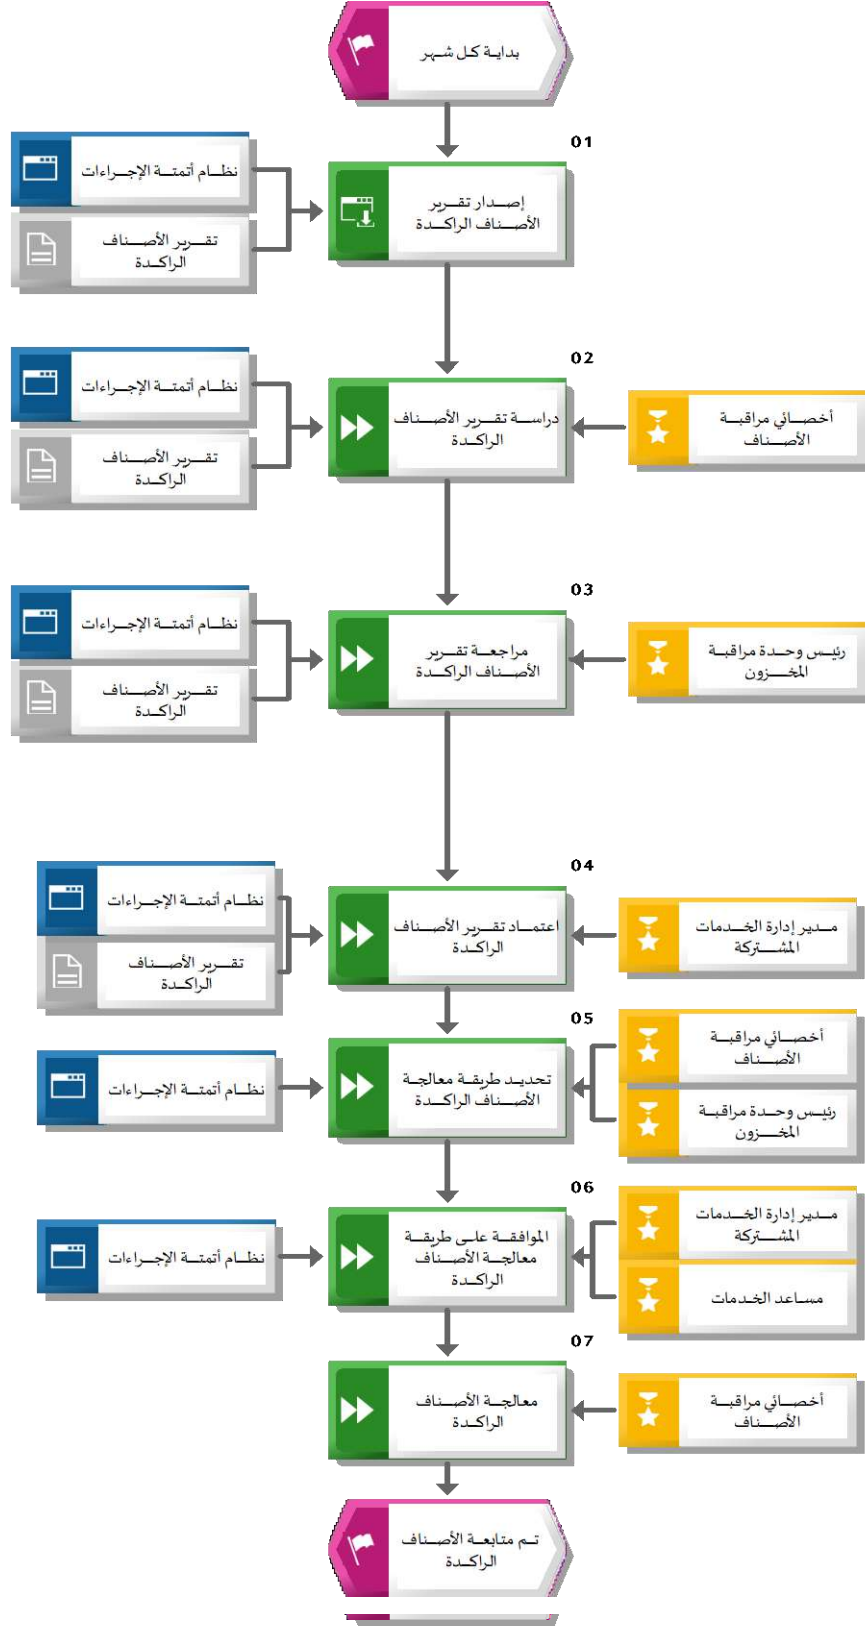 بداية كل شهر
01
إصدار تقرير
الأصناف الراكدة
نظام أتمتة الإجراءات
تقرير الأصناف
الراكدة
02
أخصائي مراقبة
الأصناف
دراسة تقرير الأصناف
الراكدة
نظام أتمتة الإجراءات
تقرير الأصناف
الراكدة
03
رئيس وحدة مراقبة
المخزون
مراجعة تقرير
الأصناف الراكدة
نظام أتمتة الإجراءات
تقرير الأصناف
الراكدة
04
مدير إدارة الخدمات
المشتركة
اعتماد تقرير الأصناف
الراكدة
نظام أتمتة الإجراءات
تقرير الأصناف
الراكدة
05
أخصائي مراقبة
الأصناف
رئيس وحدة مراقبة
المخزون
تحديد طريقة معالجة
الأصناف الراكدة
نظام أتمتة الإجراءات
06
مدير إدارة الخدمات
المشتركة
مساعد الخدمات
الموافقة على طريقة
معالجة الأصناف
الراكدة
نظام أتمتة الإجراءات
07
أخصائي مراقبة
الأصناف
معالجة الأصناف
الراكدة
تم متابعة الأصناف
الراكدة